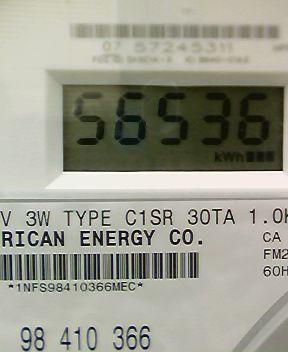 07 57245311
56536
kWh
V 3W TYPE C1SR 30TA 1.0K
RICAN ENERGY CO.
CA
FM2
60H
*1NFS98410366MEC*
98 410 366